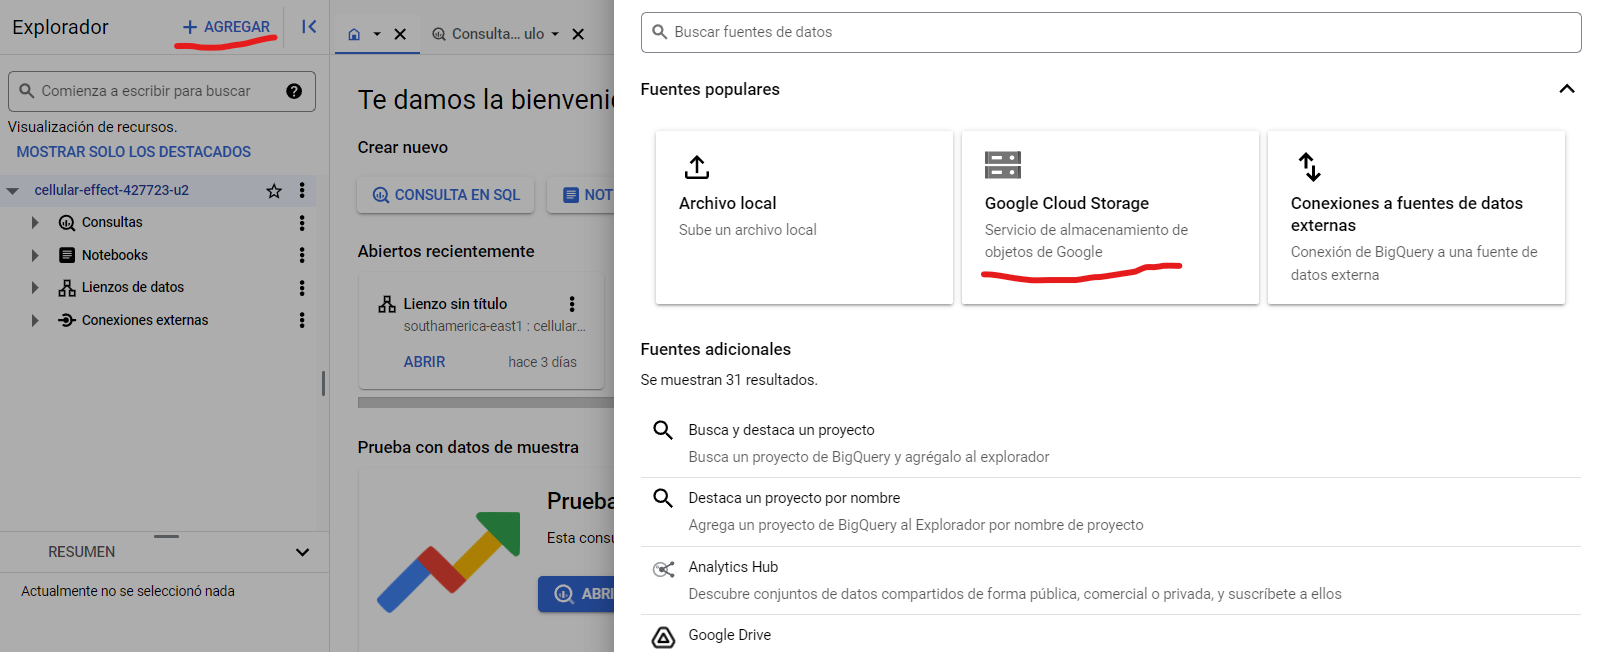 Explorador
+ AGREGAR
Comienza a escribir para buscar
Visualización de recursos.
MOSTRAR SOLO LOS DESTACADOS
cellular-effect-427723-u2
Consultas
Notebooks
Lienzos de datos
Conexiones externas
RESUMEN
Actualmente no se seleccionó nada
Consulta... ulo
Te damos la bienveni
Crear nuevo
CONSULTA EN SQL
NOT
Abiertos recientemente
Lienzo sin título
southamerica-east1 : cellular...
ABRIR
hace 3 días
Prueba con datos de muestra
Prueba
Esta consu
ABRI
Buscar fuentes de datos
Fuentes populares
Archivo local
Sube un archivo local
Google Cloud Storage
Servicio de almacenamiento de
objetos de Google
Conexiones a fuentes de datos
externas
Conexión de BigQuery a una fuente de
datos externa
Fuentes adicionales
Se muestran 31 resultados.
Busca y destaca un proyecto
Busca un proyecto de BigQuery y agrégalo al explorador
Destaca un proyecto por nombre
Agrega un proyecto de BigQuery al Explorador por nombre de proyecto
Analytics Hub
Descubre conjuntos de datos compartidos de forma pública, comercial o privada, y suscríbete a ellos
Google Drive